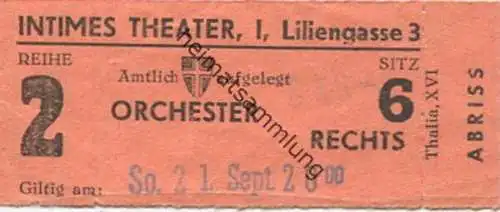 INTIMES THEATER, I, Liliengasse 3
REIHE SITZ
2 Amtlich aufgelegt 6
ORCHESTER
RECHTS
Giltig am: So. 21. Sept 20 00
Thalia, XVI
ABRISS
heimatsammlung